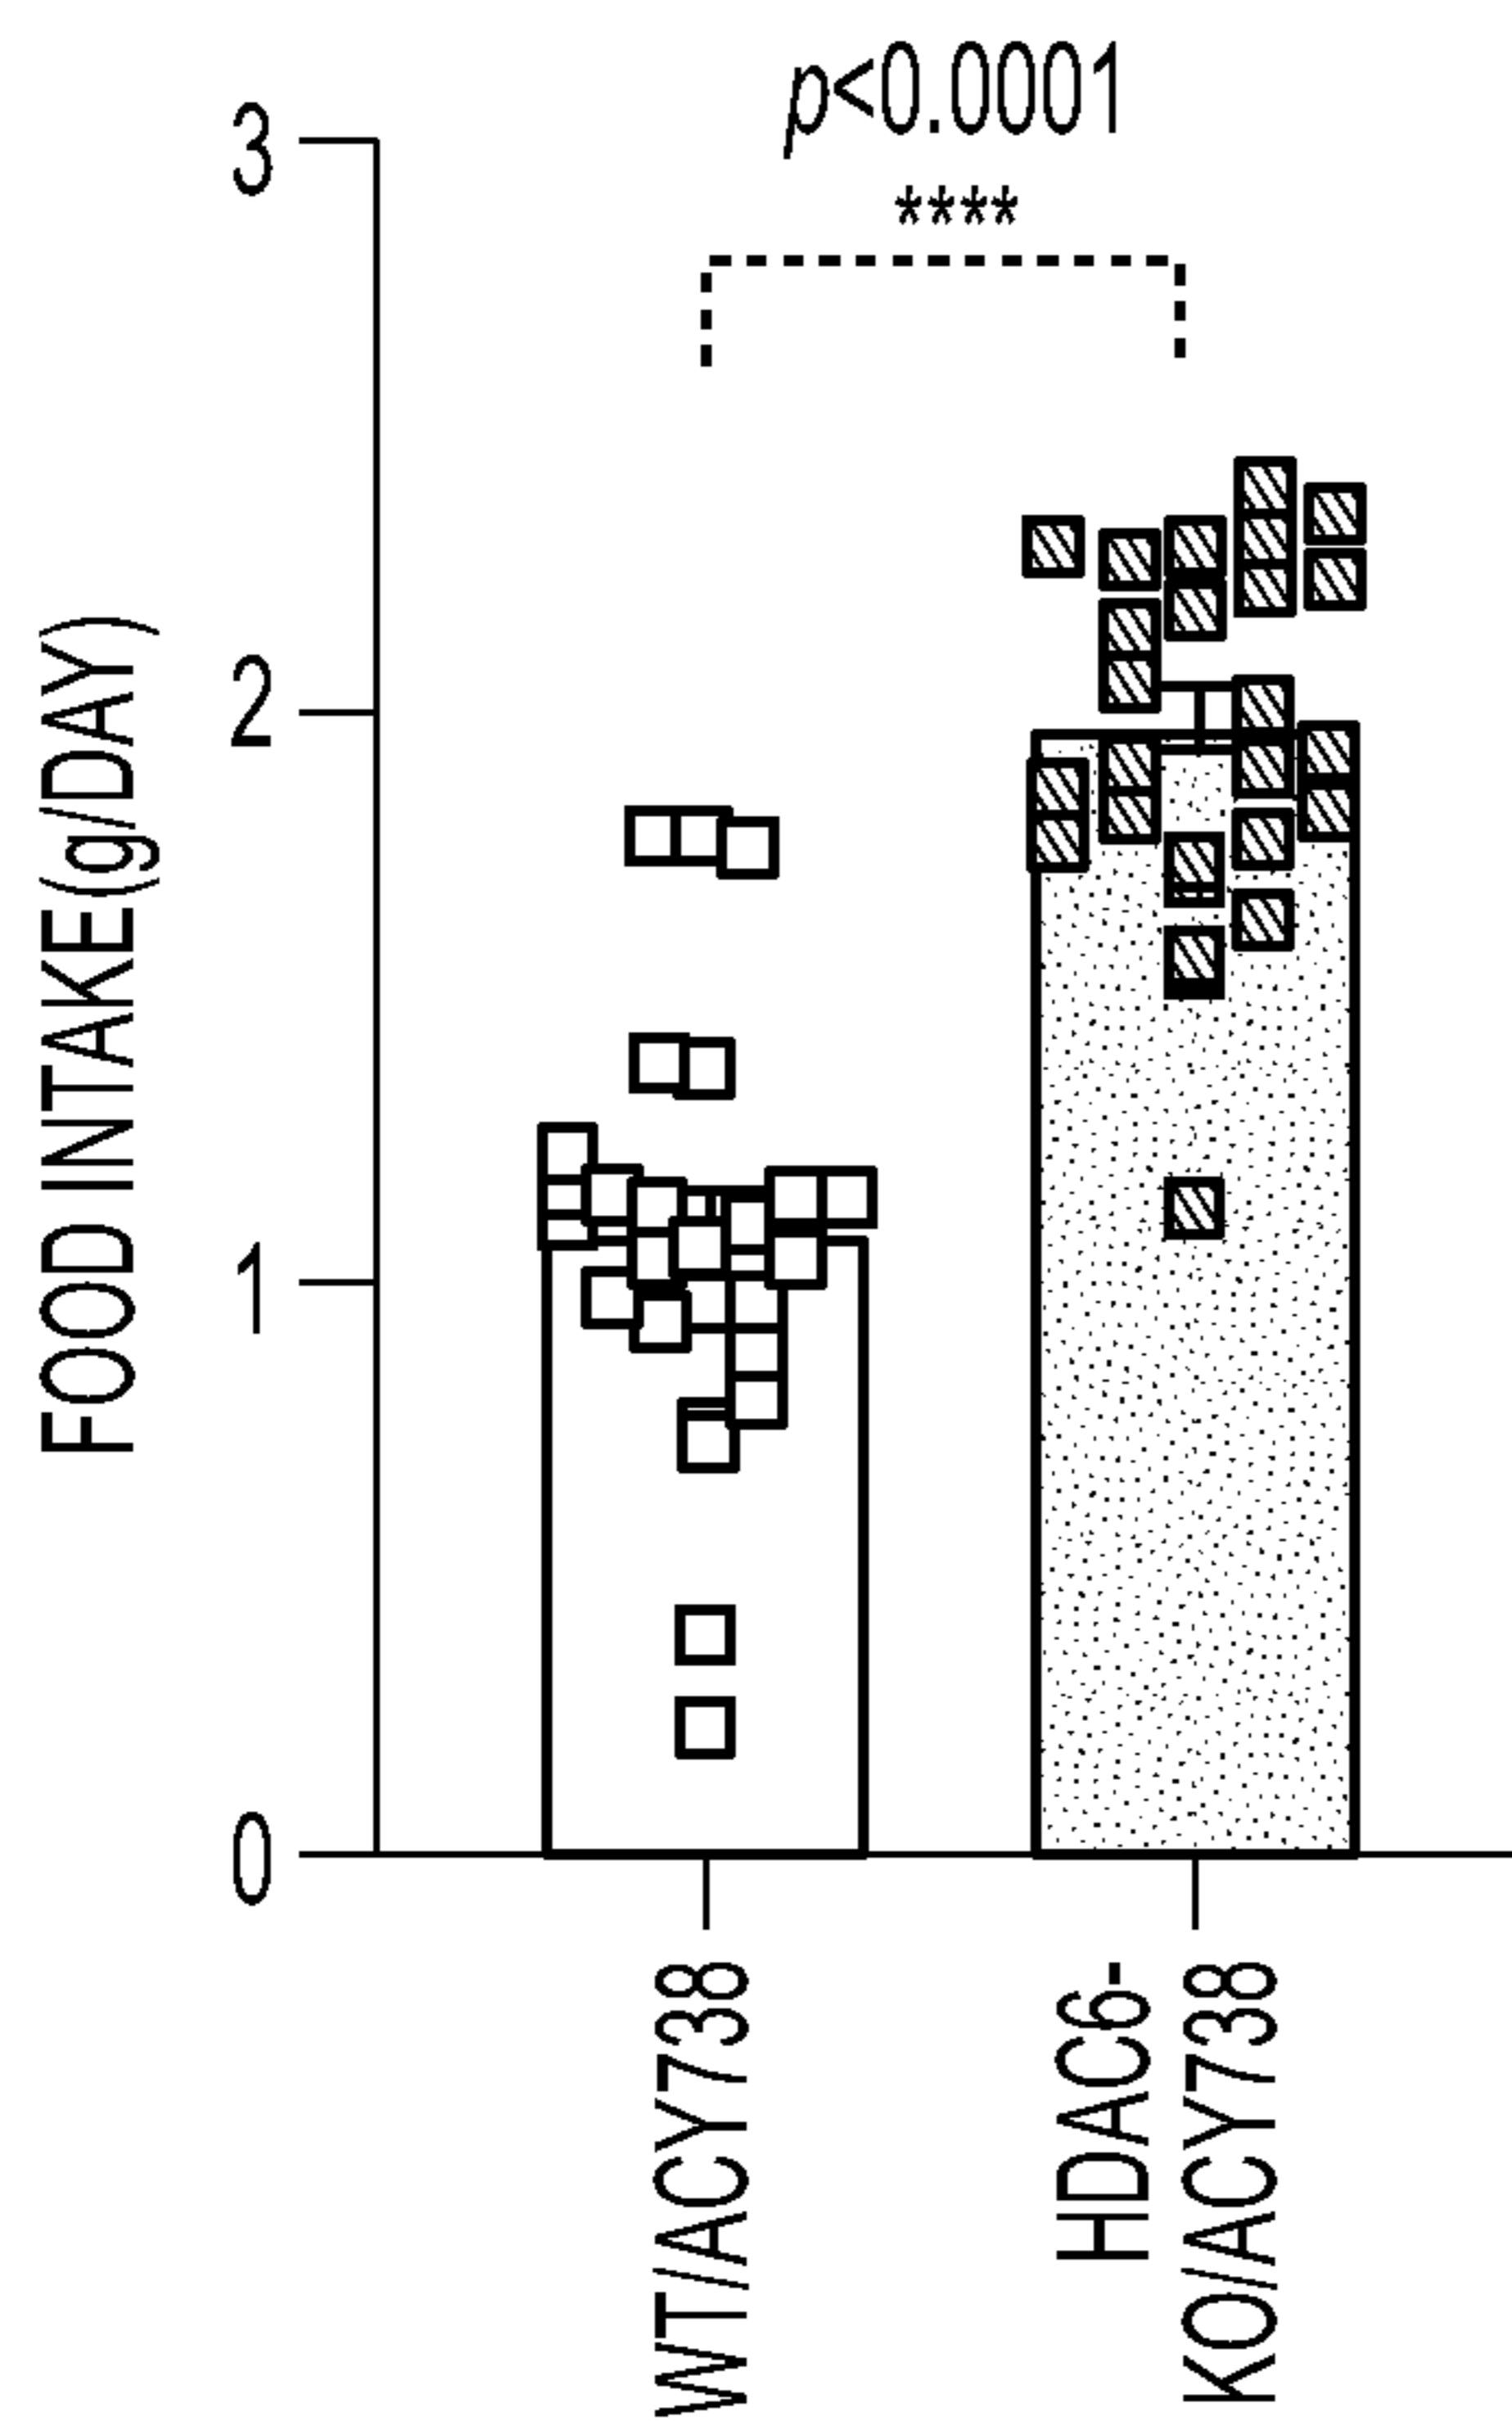 p<0.0001
****
3
2
1
0
FOOD INTAKE(g/DAY)
WT/ACY738
HDAC6-
KO/ACY738